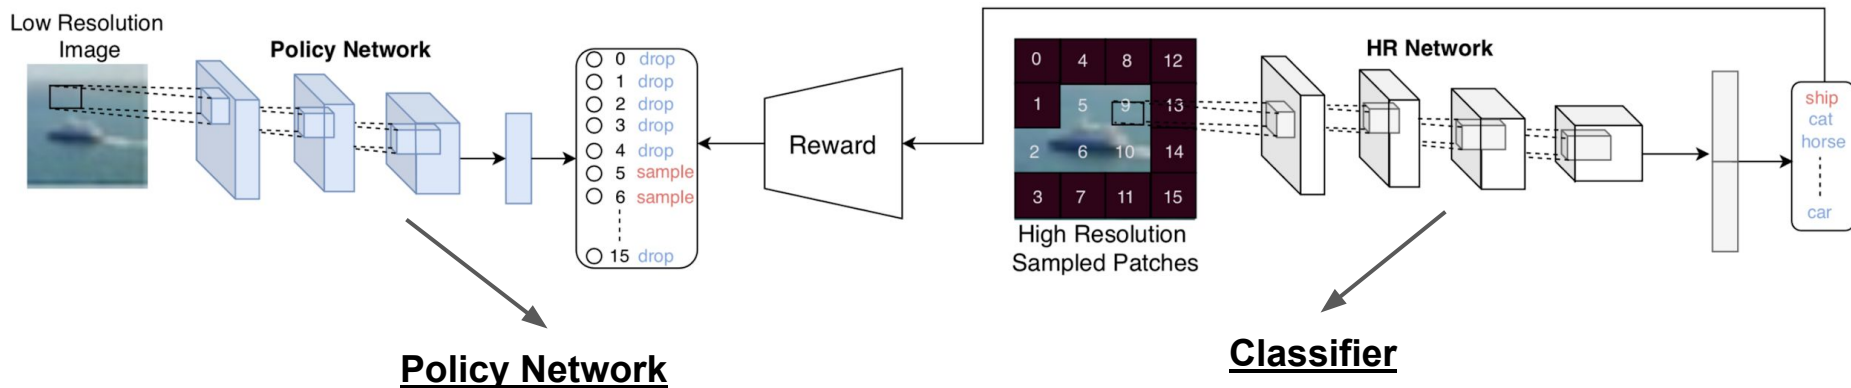 Low Resolution
Image
Policy Network
0 drop
1 drop
2 drop
3 drop
4 drop
5 sample
6 sample
15 drop
Reward
0 4 8 12
1 5 9 13
2 6 10 14
3 7 11 15
High Resolution
Sampled Patches
HR Network
ship
cat
horse
car
Policy Network
Classifier